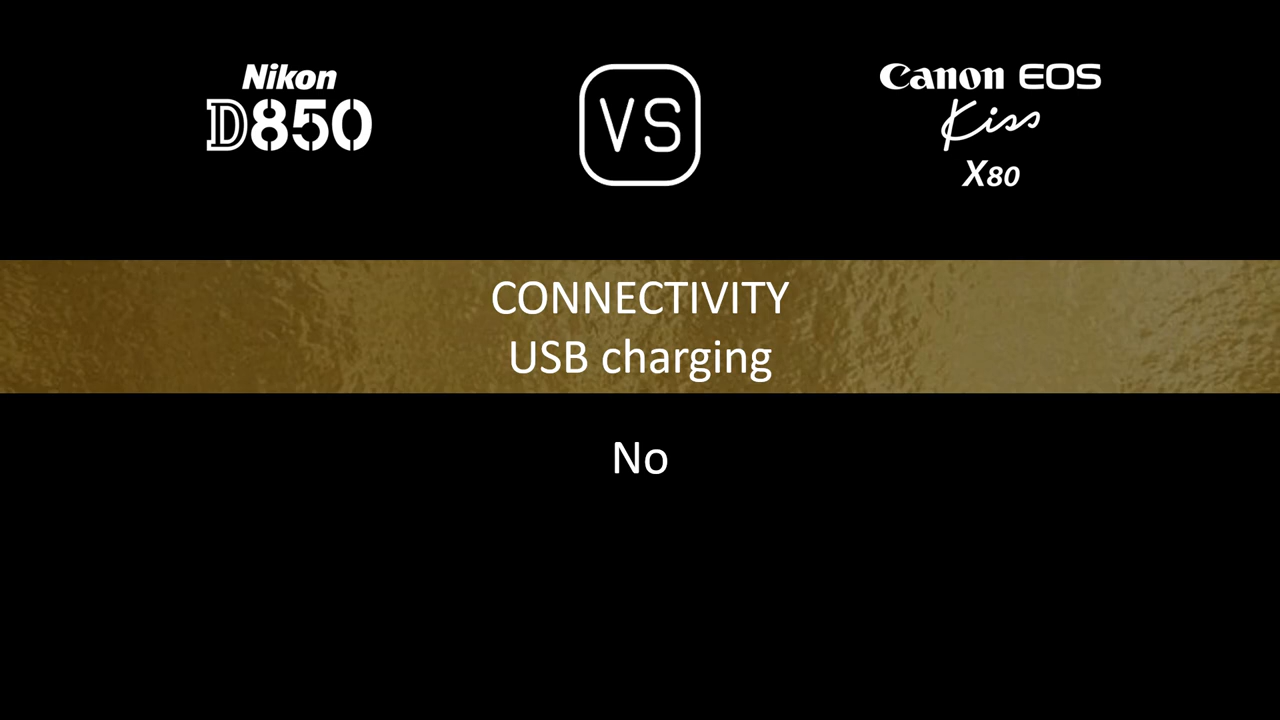 Nikon
D850
VS
Canon EOS
Kiss
X80
CONNECTIVITY
USB charging
No